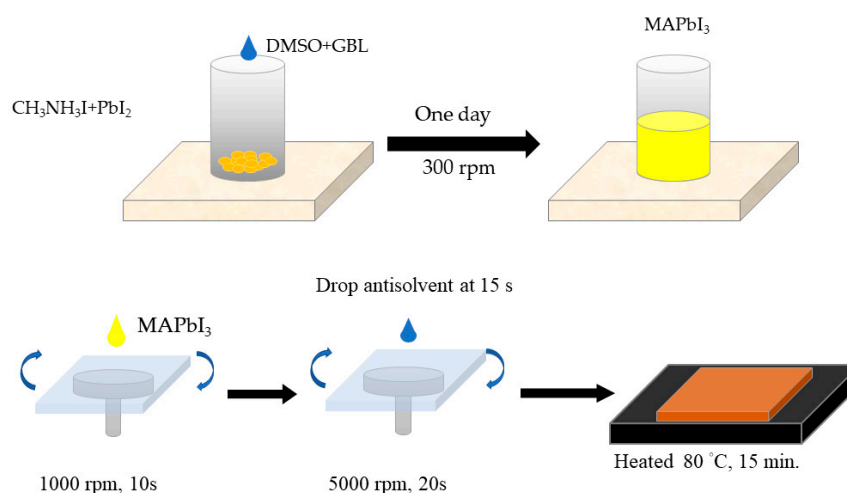 DMSO+GBL
MAPbI₃
CH₃NH₃I+PbI₂
One day
300 rpm
Drop antisolvent at 15 s
MAPbI₃
1000 rpm, 10s
5000 rpm, 20s
Heated 80 °C, 15 min.